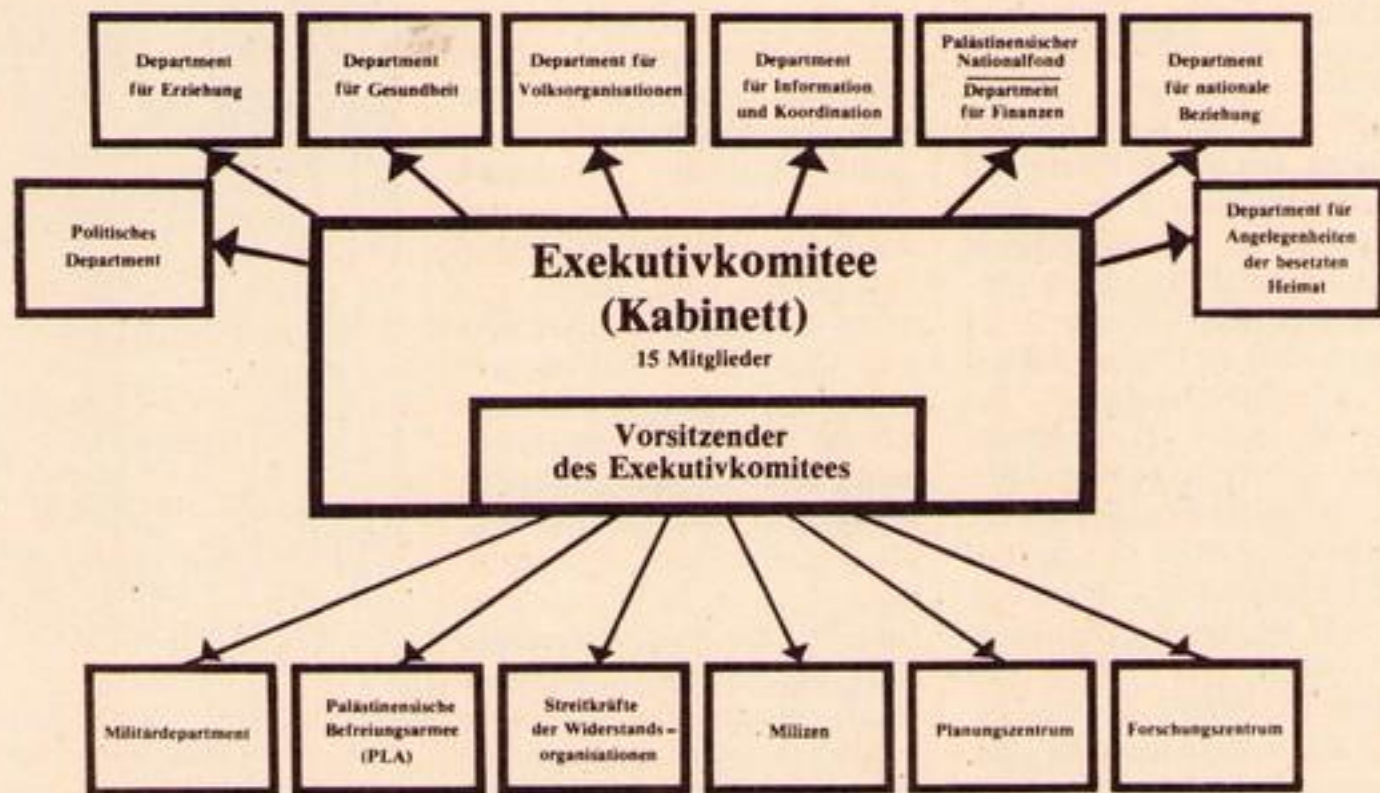 Department
für Erziehung
Department
für Gesundheit
Department für
Volksorganisationen
Department
für Information
und Koordination
Palästinensischer
Nationalfond
Department
für Finanzen
Department
für nationale
Beziehung
Politisches
Department
Department für
Angelegenheiten
der besetzten
Heimat
Exekutivkomitee
(Kabinett)
15 Mitglieder
Vorsitzender
des Exekutivkomitees
Militärdepartment
Palästinensische
Befreiungsarmee
(PLA)
Streitkräfte
der Widerstands-
organisationen
Milizen
Planungszentrum
Forschungszentrum